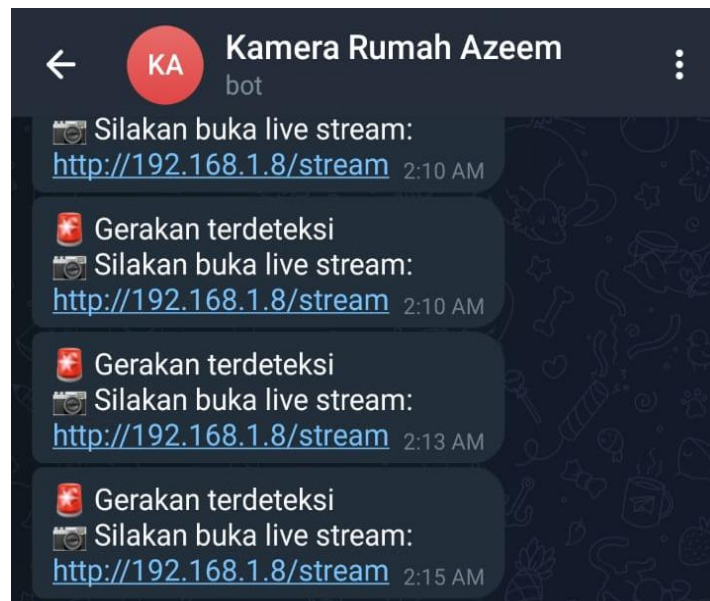 KA
Kamera Rumah Azeem
bot
📷 Silakan buka live stream:
http://192.168.1.8/stream 2:10 AM
🚨 Gerakan terdeteksi
📷 Silakan buka live stream:
http://192.168.1.8/stream 2:10 AM
🚨 Gerakan terdeteksi
📷 Silakan buka live stream:
http://192.168.1.8/stream 2:13 AM
🚨 Gerakan terdeteksi
📷 Silakan buka live stream:
http://192.168.1.8/stream 2:15 AM